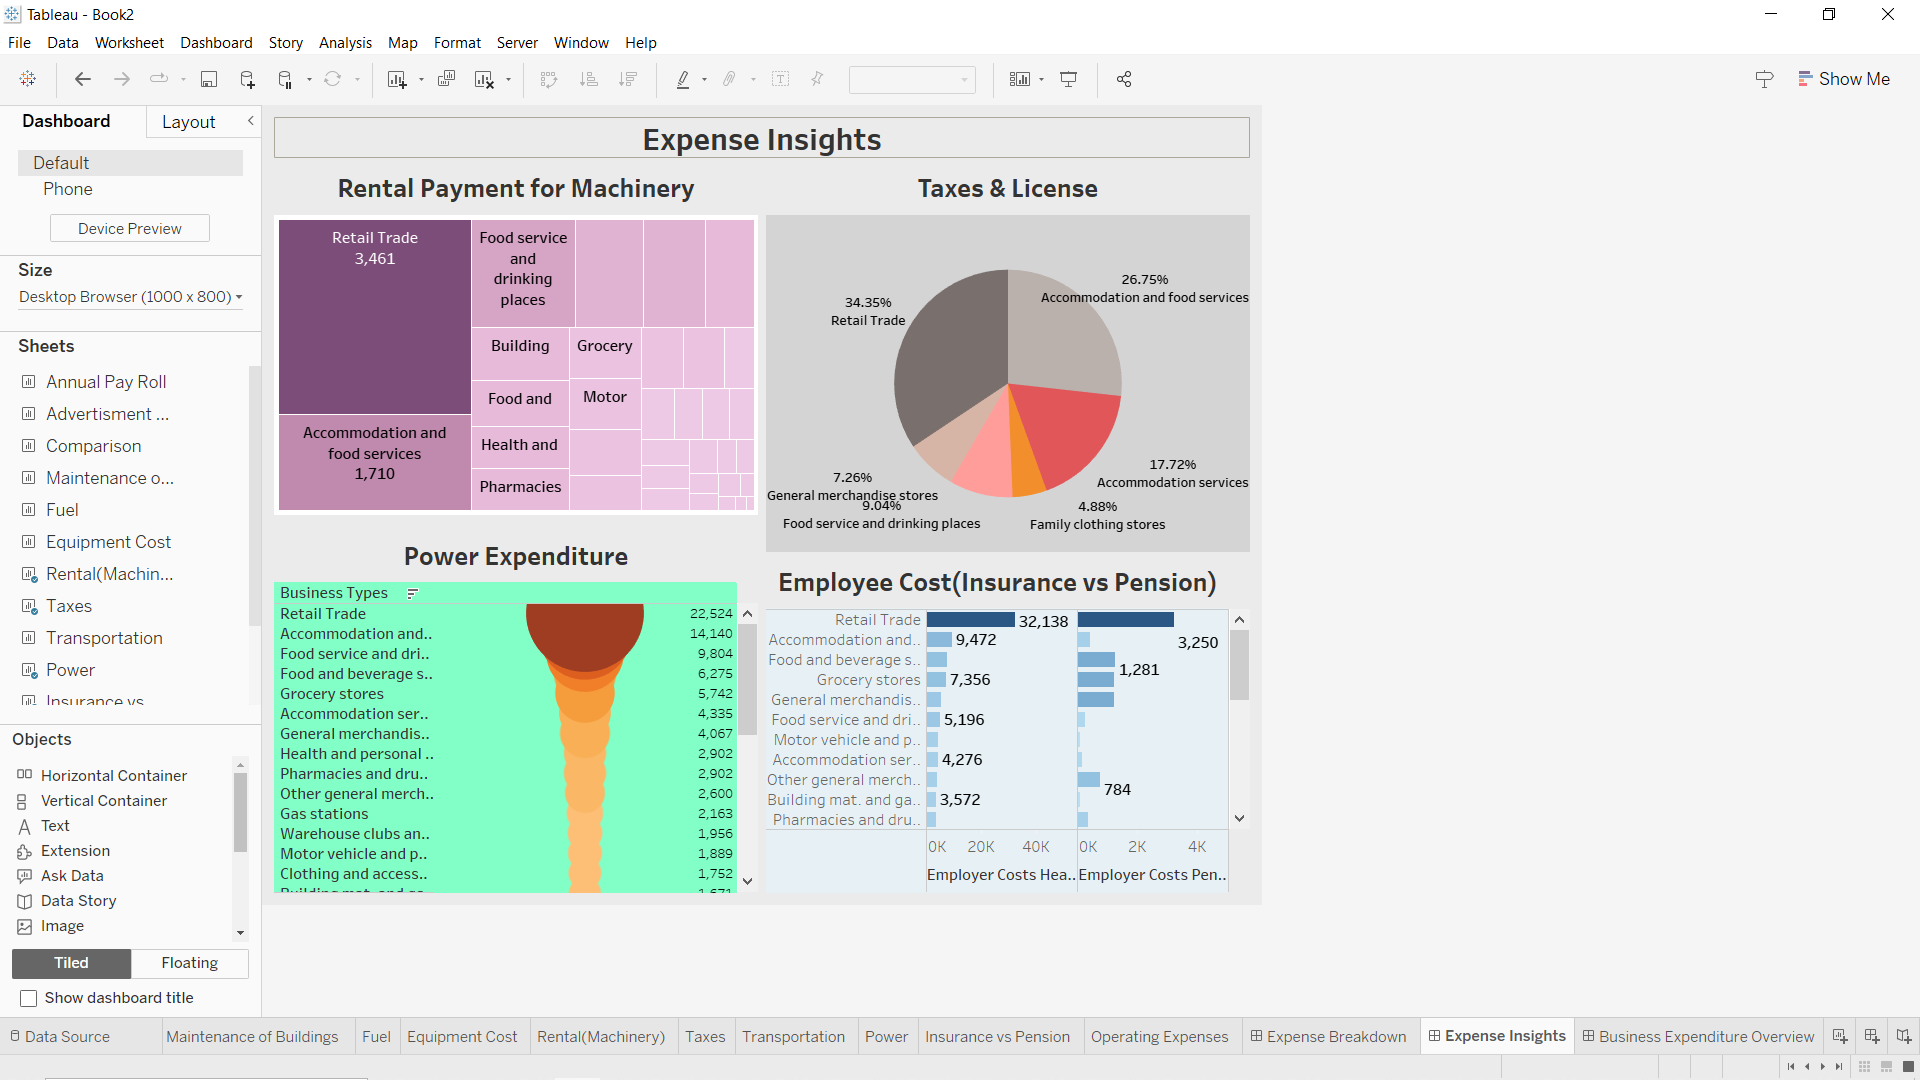 Tableau - Book2
File Data Worksheet Dashboard Story Analysis Map Format Server Window Help
Show Me
Dashboard
Layout
Default
Phone
Device Preview
Size
Desktop Browser (1000 x 800)
Sheets
Annual Pay Roll
Advertisment ...
Comparison
Maintenance o...
Fuel
Equipment Cost
Rental(Machin...
Taxes
Transportation
Power
Insurance vs
Objects
Horizontal Container
Vertical Container
Text
Extension
Ask Data
Data Story
Image
Tiled
Floating
Show dashboard title
Expense Insights
Rental Payment for Machinery
Retail Trade
3,461
Accommodation and
food services
1,710
Food service
and
drinking
places
Building
Food and
Health and
Pharmacies
Grocery
Motor
Taxes & License
26.75%
Accommodation and food services
34.35%
Retail Trade
17.72%
Accommodation services
7.26%
General merchandise stores
9.04%
Food service and drinking places
4.88%
Family clothing stores
Power Expenditure
Business Types
Retail Trade 22,524
Accommodation and.. 14,140
Food service and dri.. 9,804
Food and beverage s.. 6,275
Grocery stores 5,742
Accommodation ser.. 4,335
General merchandis.. 4,067
Health and personal .. 2,902
Pharmacies and dru.. 2,902
Other general merch.. 2,600
Gas stations 2,163
Warehouse clubs an.. 1,956
Motor vehicle and p.. 1,889
Clothing and access.. 1,752
Building mat. and ga.. 1,671
Employee Cost(Insurance vs Pension)
Retail Trade 32,138 3,250
Accommodation and.. 9,472
Food and beverage s.. 1,281
Grocery stores 7,356
General merchandis..
Food service and dri.. 5,196
Motor vehicle and p..
Accommodation ser.. 4,276
Other general merch.. 784
Building mat. and ga.. 3,572
Pharmacies and dru..
0K 20K 40K 0K 2K 4K
Employer Costs Hea.. Employer Costs Pen..
Data Source Maintenance of Buildings Fuel Equipment Cost Rental(Machinery) Taxes Transportation Power Insurance vs Pension Operating Expenses Expense Breakdown Expense Insights Business Expenditure Overview